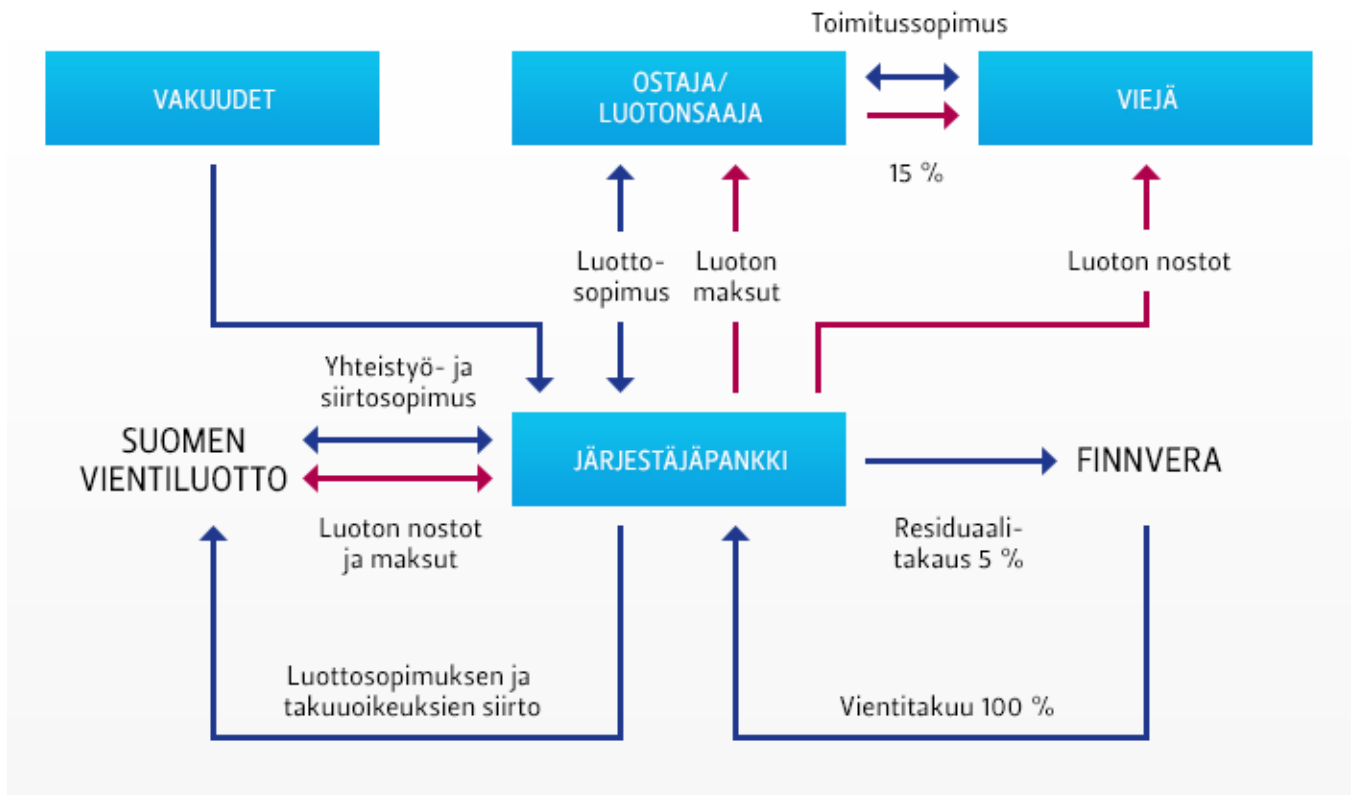 Toimitussopimus
VAKUUDET
OSTAJA/
LUOTONSAAJA
VIEJÄ
15 %
Luotto-
sopimus
Luoton
maksut
Luoton nostot
Yhteistyö- ja
siirtosopimus
SUOMEN
VIENTILUOTTO
JÄRJESTÄJÄPANKKI
FINNVERA
Luoton nostot
ja maksut
Residuaali-
takaus 5 %
Luottosopimuksen ja
takuuoikeuksien siirto
Vientitakuu 100 %